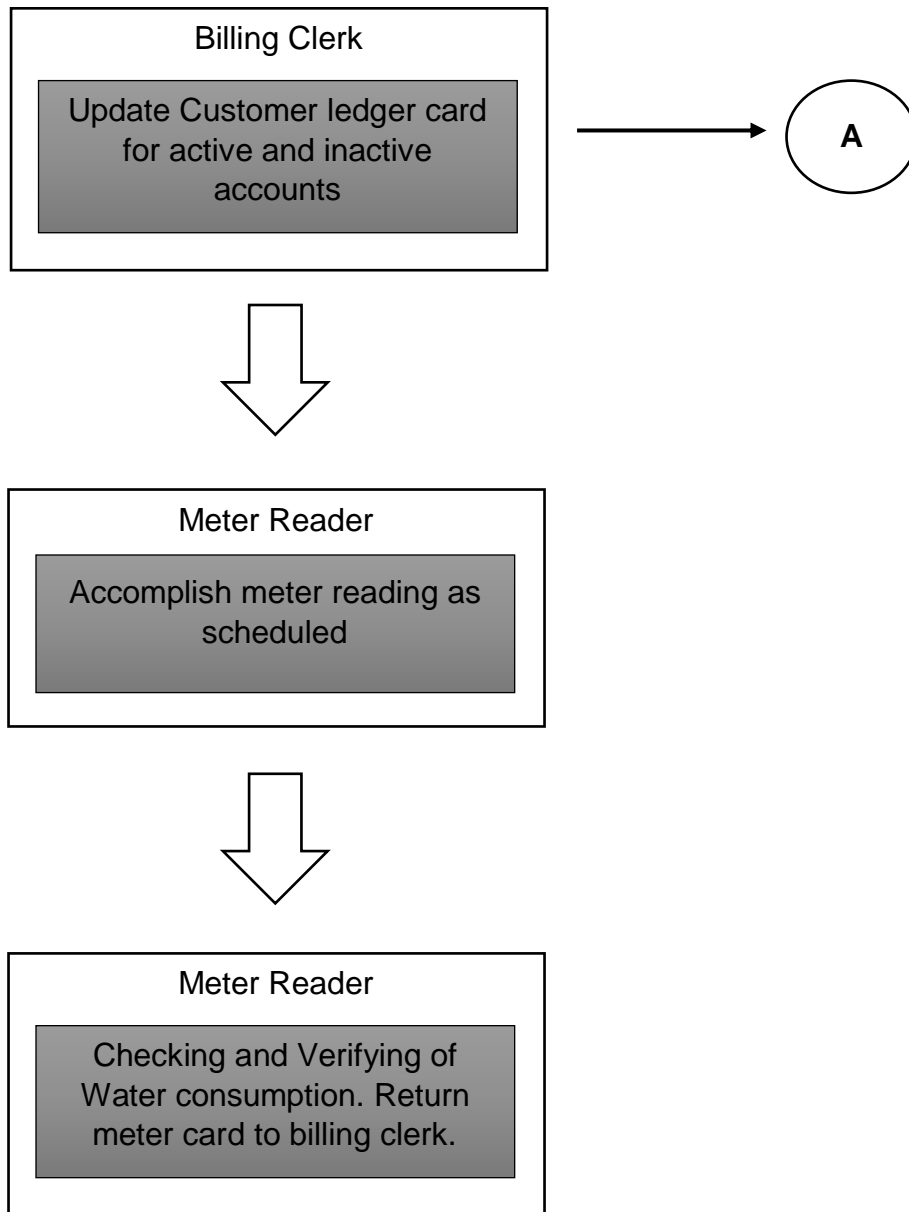 Billing Clerk
Update Customer ledger card
for active and inactive
accounts
A
Meter Reader
Accomplish meter reading as
scheduled
Meter Reader
Checking and Verifying of
Water consumption. Return
meter card to billing clerk.